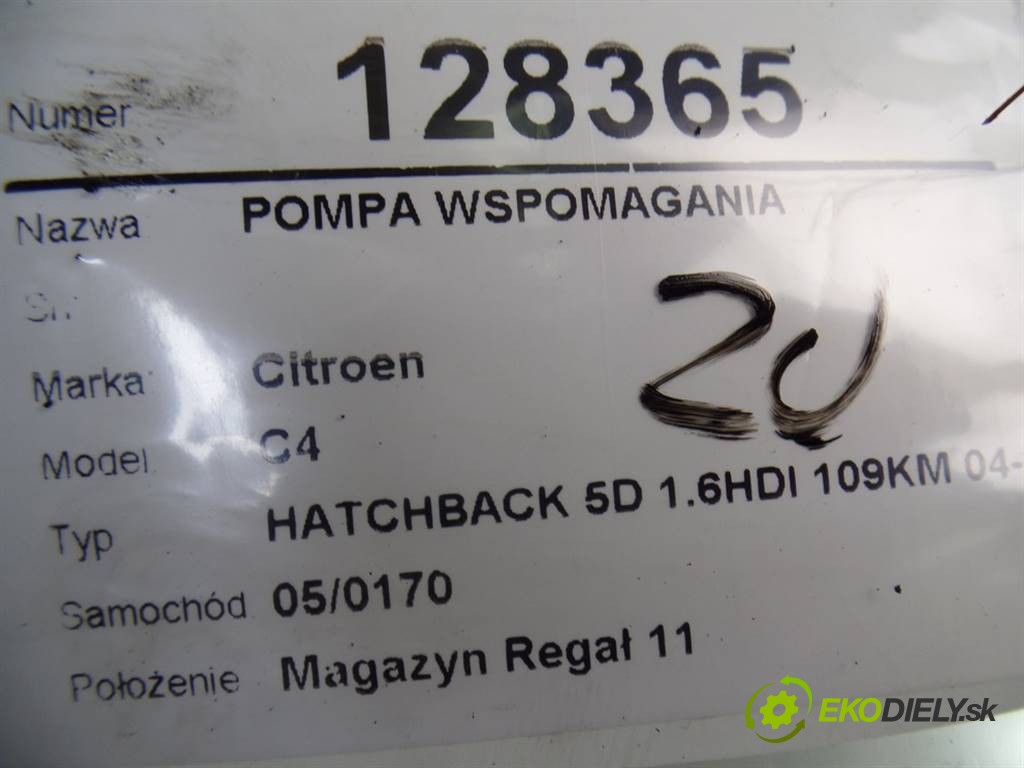 Numer 128365
Nazwa POMPA WSPOMAGANIA
Marka Citroen
Model C4
Typ HATCHBACK 5D 1.6HDI 109KM 04-
Samochód 05/0170
Położenie Magazyn Regał 11
EKODIELY.sk